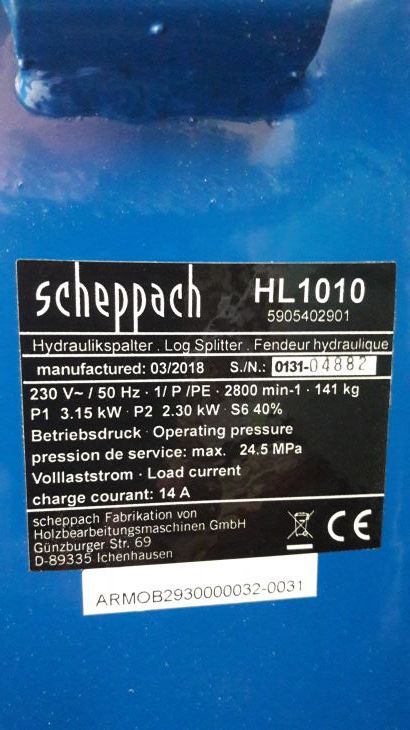 scheppach HL1010
5905402901
Hydraulikspalter . Log Splitter . Fendeur hydraulique
manufactured: 03/2018 S./N.: 0131-04882
230 V~ / 50 Hz · 1/ P /PE · 2800 min-1 · 141 kg
P1 3.15 kW · P2 2.30 kW · S6 40%
Betriebsdruck · Operating pressure
pression de service: max. 24.5 MPa
Volllaststrom · Load current
charge courant: 14 A
scheppach Fabrikation von
Holzbearbeitungsmaschinen GmbH
Günzburger Str. 69
D-89335 Ichenhausen
CE
ARMOB2930000032-0031